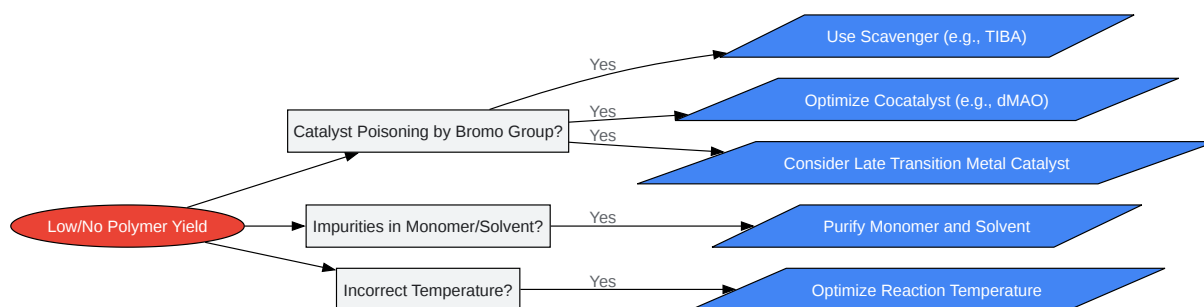 Use Scavenger (e.g., TIBA)
Yes
Optimize Cocatalyst (e.g., dMAO)
Yes
Catalyst Poisoning by Bromo Group?
Yes
Consider Late Transition Metal Catalyst
Low/No Polymer Yield
Impurities in Monomer/Solvent?
Yes
Purify Monomer and Solvent
Incorrect Temperature?
Yes
Optimize Reaction Temperature